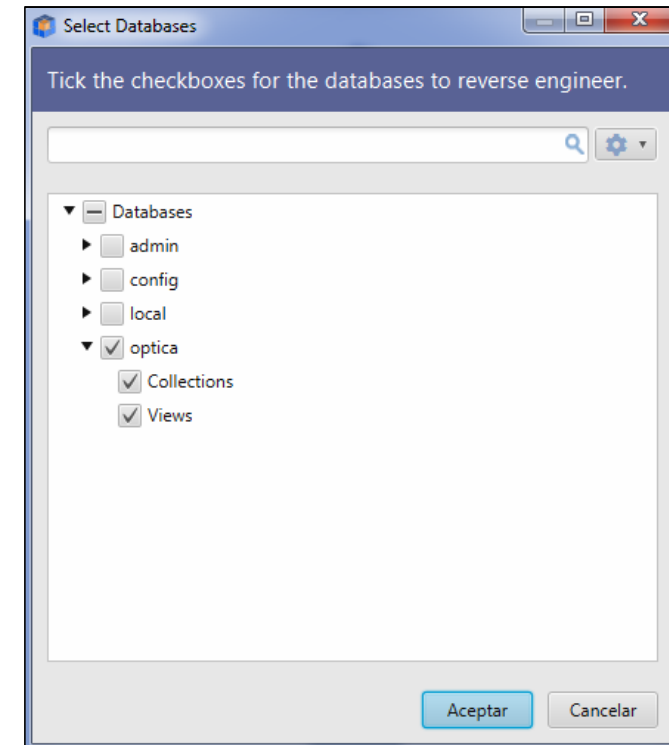 Select Databases
Tick the checkboxes for the databases to reverse engineer.
Databases
admin
config
local
optica
Collections
Views
Aceptar Cancelar